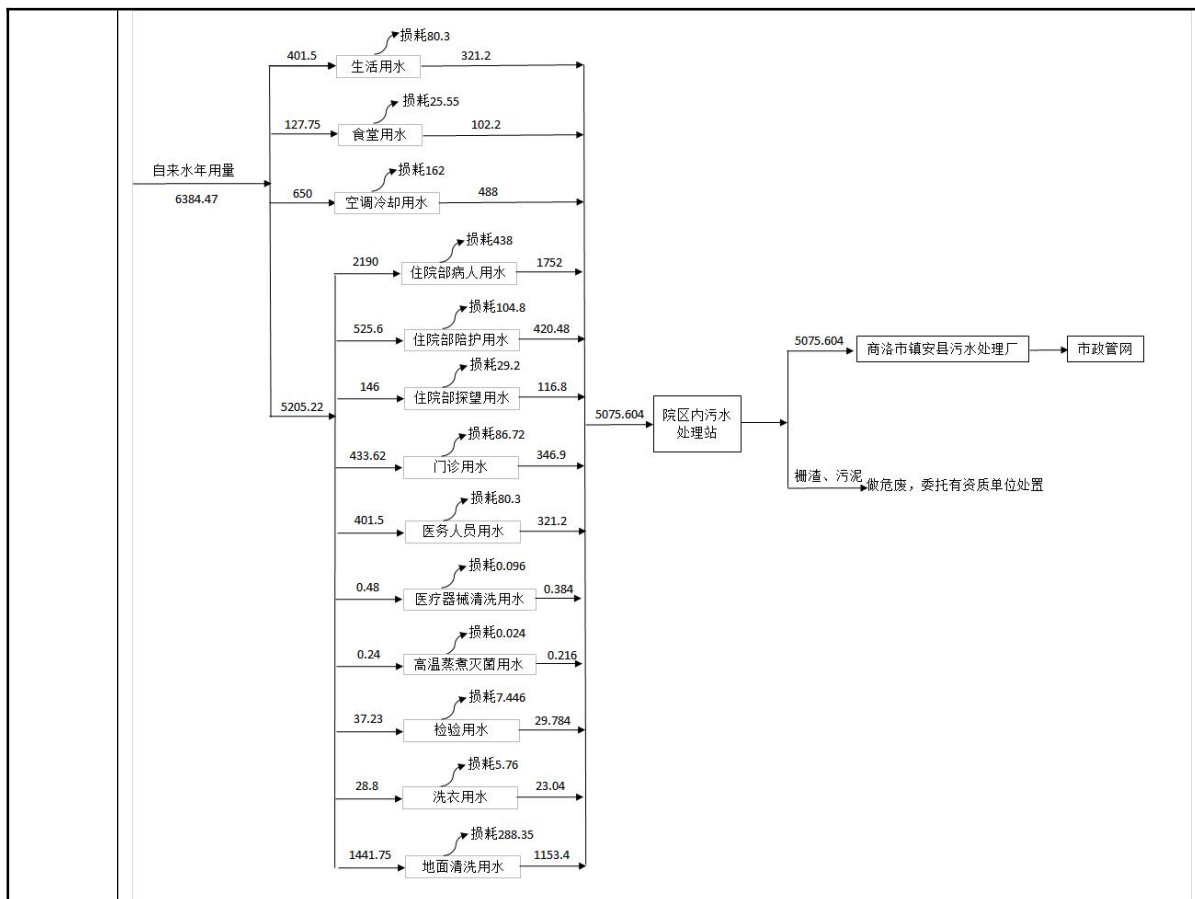 损耗80.3
401.5
生活用水
321.2
损耗25.55
127.75
食堂用水
102.2
自来水年用量
6384.47
损耗162
650
空调冷却用水
488
损耗438
2190
住院部病人用水
1752
损耗104.8
525.6
住院部陪护用水
420.48
损耗29.2
146
住院部探望用水
116.8
5205.22
损耗86.72
433.62
门诊用水
346.9
损耗80.3
401.5
医务人员用水
321.2
损耗0.096
0.48
医疗器械清洗用水
0.384
损耗0.024
0.24
高温蒸煮灭菌用水
0.216
损耗7.446
37.23
检验用水
29.784
损耗5.76
28.8
洗衣用水
23.04
损耗288.35
1441.75
地面清洗用水
1153.4
5075.604
院区内污水
处理站
5075.604
商洛市镇安县污水处理厂
市政管网
栅渣、污泥
做危废，委托有资质单位处置